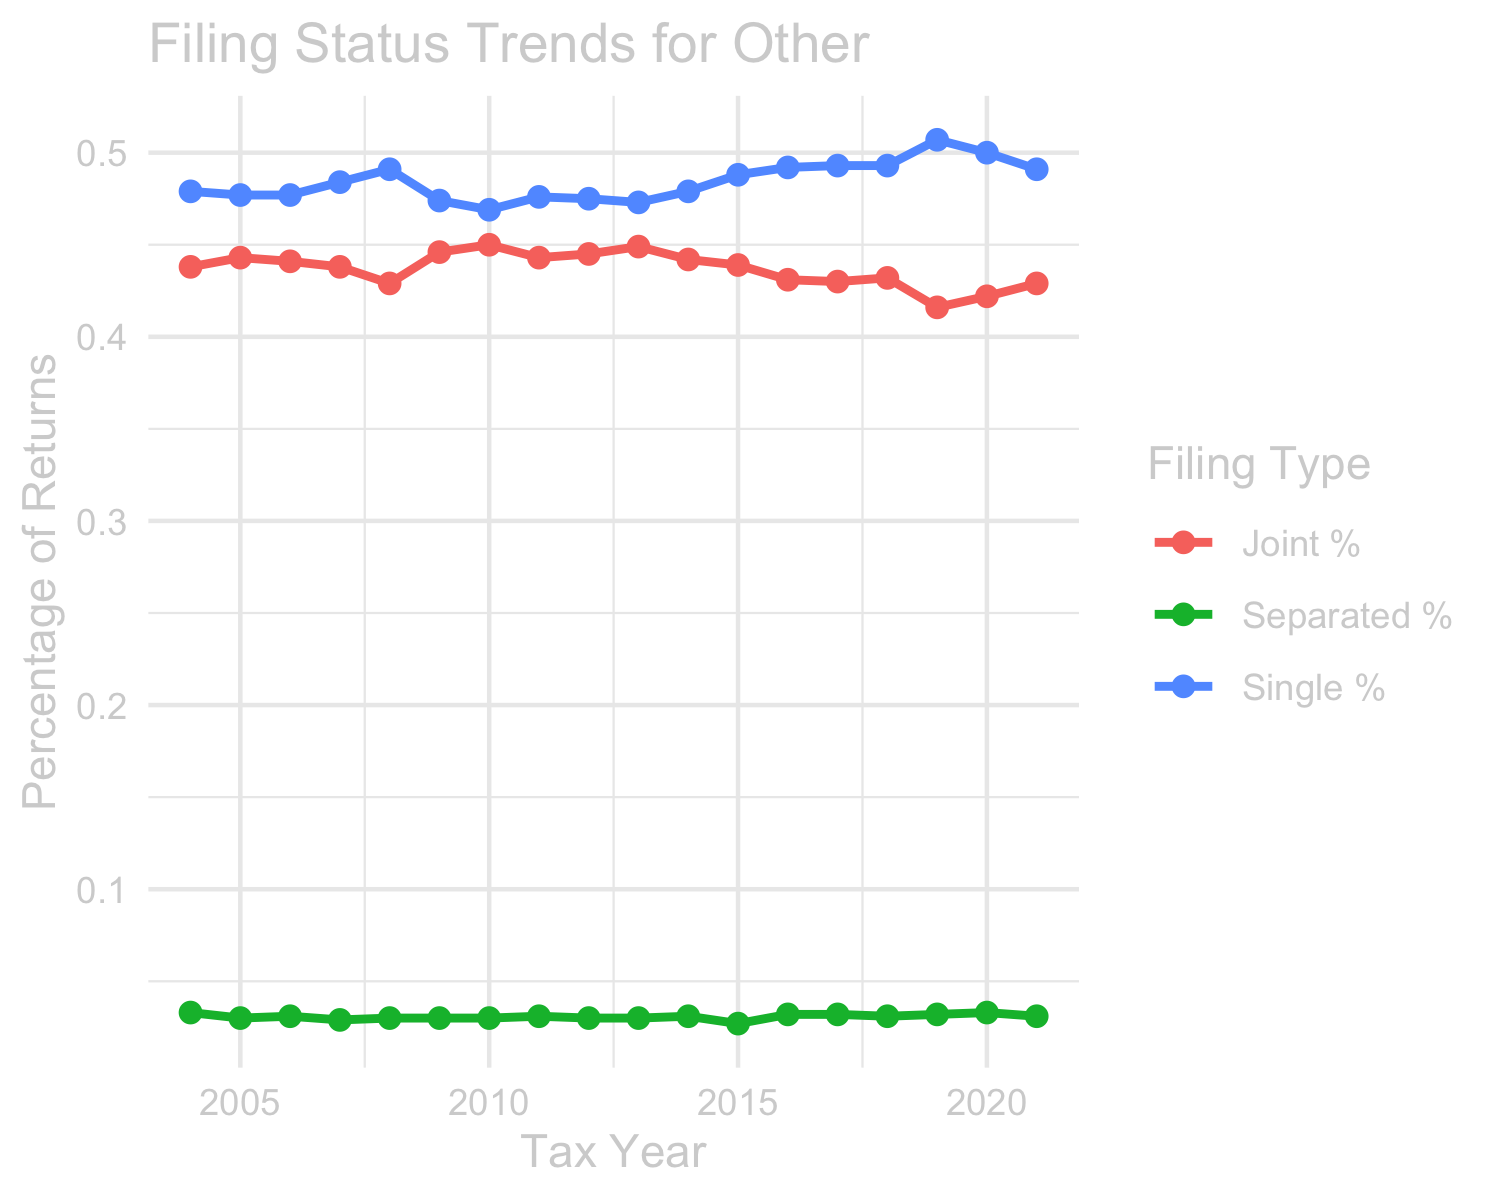 Filing Status Trends for Other
Percentage of Returns
0.5
0.4
0.3
0.2
0.1
2005 2010 2015 2020
Tax Year
Filing Type
Joint %
Separated %
Single %